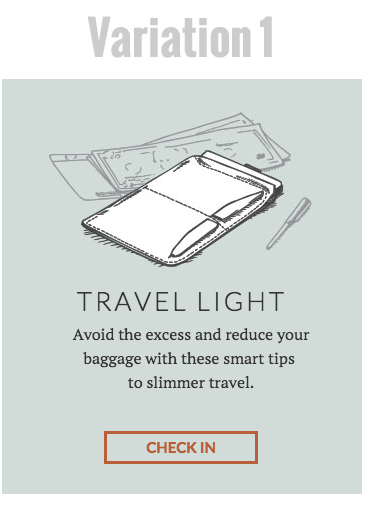 Variation 1
TRAVEL LIGHT
Avoid the excess and reduce your
baggage with these smart tips
to slimmer travel.
CHECK IN